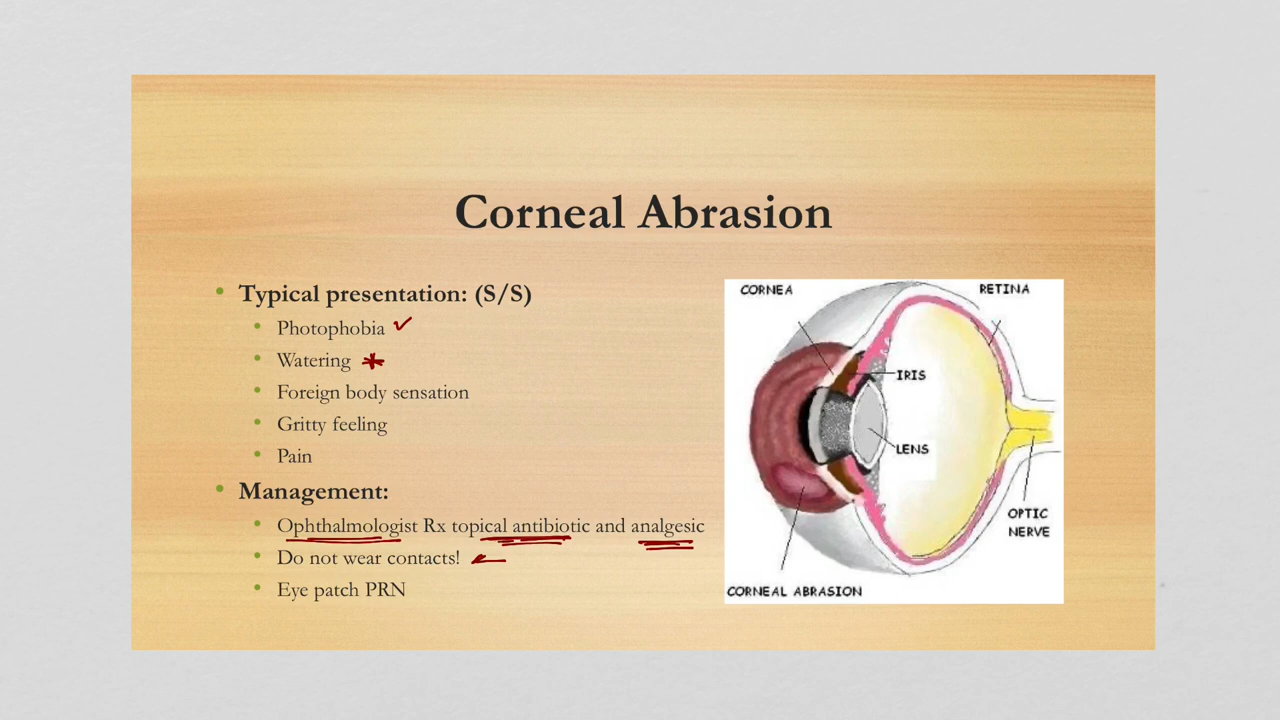 Corneal Abrasion
• Typical presentation: (S/S)
• Photophobia
• Watering
• Foreign body sensation
• Gritty feeling
• Pain
• Management:
• Ophthalmologist Rx topical antibiotic and analgesic
• Do not wear contacts!
• Eye patch PRN
CORNEA
RETINA
IRIS
LENS
OPTIC
NERVE
CORNEAL ABRASION